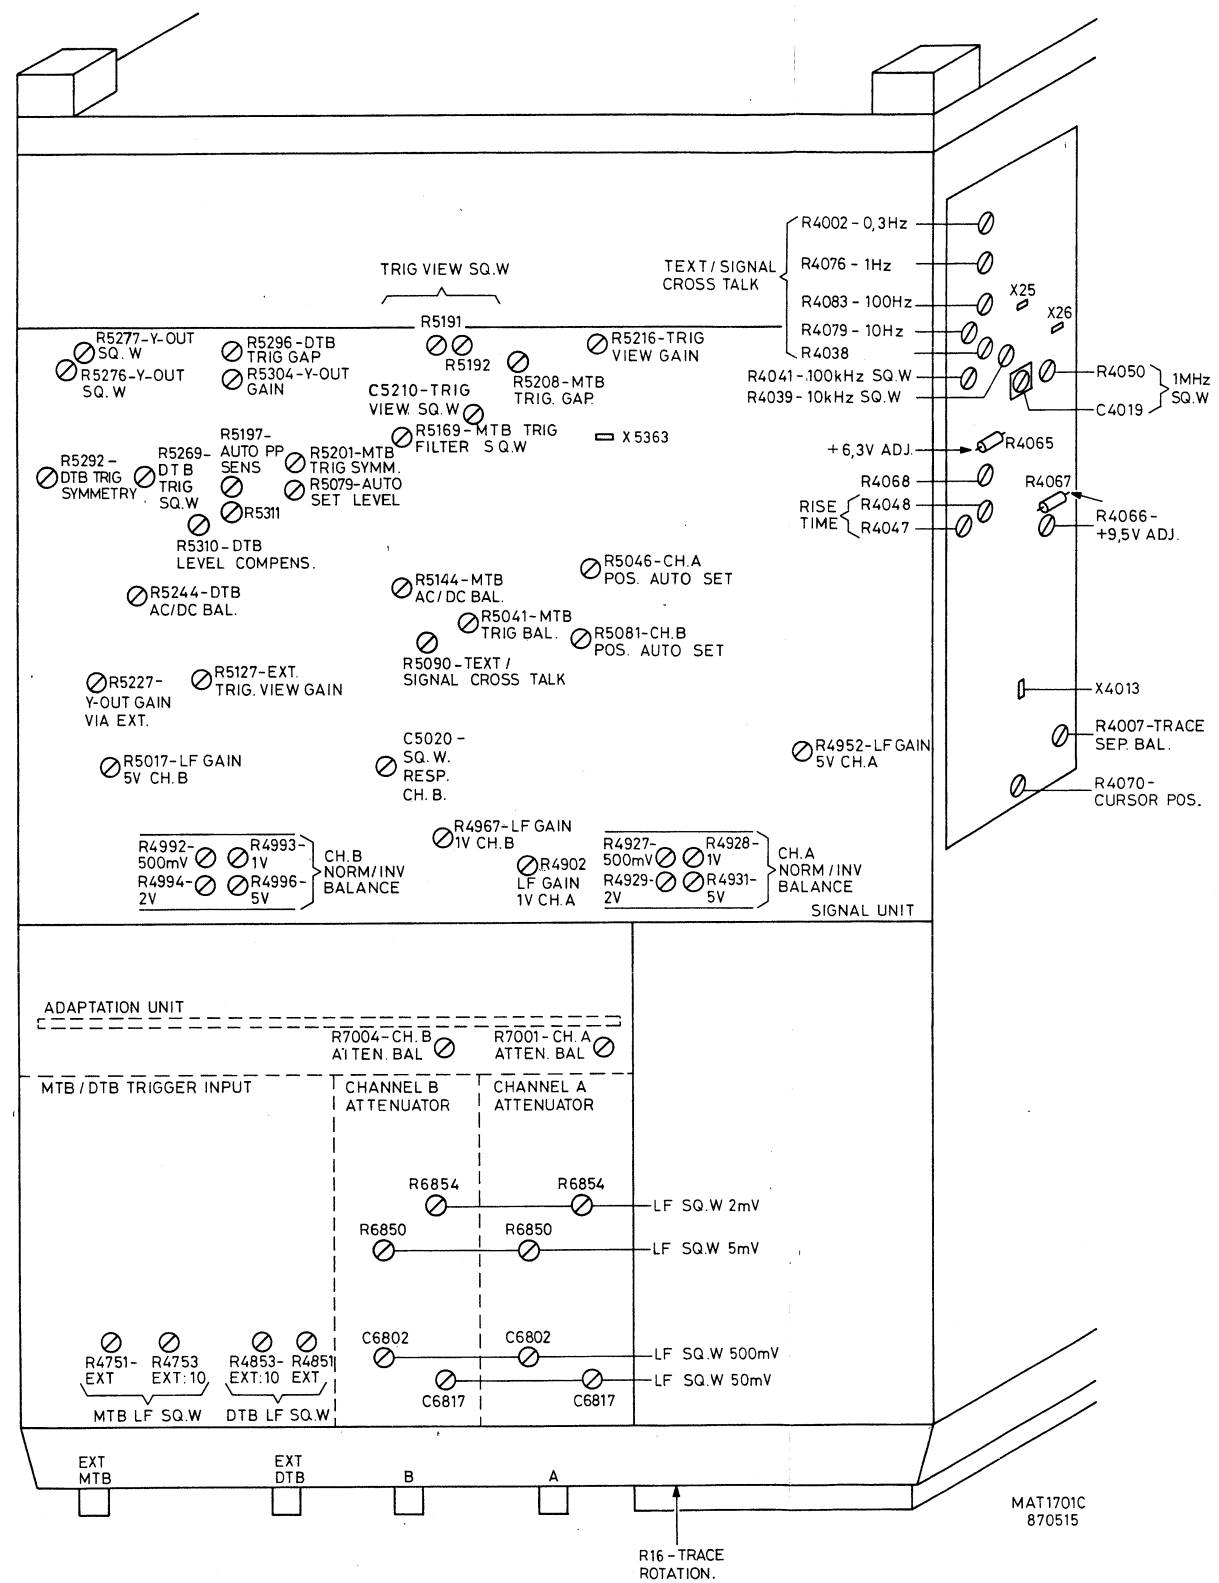 R4002-0,3Hz
TEXT/SIGNAL
CROSS TALK
R4076-1Hz
R4083-100Hz
R4079-10Hz
R4038
R4041-100kHz SQ.W
R4039-10kHz SQ.W
X25
X26
R4050
C4019
1MHz
SQ.W
TRIG VIEW SQ.W
R5191
R5192
R5277-Y-OUT
SQ. W
R5276-Y-OUT
SQ. W
R5296-DTB
TRIG GAP
R5304-Y-OUT
GAIN
R5216-TRIG
VIEW GAIN
R5208-MTB
TRIG. GAP.
C5210-TRIG
VIEW. SQ.W
R5169-MTB TRIG
FILTER SQ.W
X5363
+6,3V ADJ.
R4065
R4068
R4067
RISE
TIME
R4048
R4047
R4066-
+9,5V ADJ.
R5292-
DTB TRIG
SYMMETRY
R5269-
DTB
TRIG
SQ.W
R5197-
AUTO PP
SENS
R5201-MTB
TRIG SYMM.
R5079-AUTO
SET LEVEL
R5311
R5310-DTB
LEVEL COMPENS.
R5244-DTB
AC/DC BAL.
R5144-MTB
AC/DC BAL.
R5046-CH.A
POS. AUTO SET
R5041-MTB
TRIG BAL.
R5081-CH.B
POS. AUTO SET
R5090-TEXT/
SIGNAL CROSS TALK
R5227-
Y-OUT GAIN
VIA EXT.
R5127-EXT.
TRIG. VIEW GAIN
X4013
R4007-TRACE
SEP. BAL.
R4070-
CURSOR POS.
R5017-LF GAIN
5V CH.B
C5020-
SQ. W.
RESP.
CH. B.
R4952-LF GAIN
5V CH.A
R4967-LF GAIN
1V CH.B
R4902
LF GAIN
1V CH.A
R4992-
500mV
R4993-
1V
R4994-
2V
R4996-
5V
CH.B
NORM/INV
BALANCE
R4927-
500mV
R4928-
1V
R4929-
2V
R4931-
5V
CH.A
NORM/INV
BALANCE
SIGNAL UNIT
ADAPTATION UNIT
R7004-CH. B
ATTEN. BAL
R7001-CH. A
ATTEN. BAL
MTB/DTB TRIGGER INPUT
CHANNEL B
ATTENUATOR
CHANNEL A
ATTENUATOR
R6854
R6854
LF SQ.W 2mV
R6850
R6850
LF SQ.W 5mV
C6802
C6802
LF SQ.W 500mV
C6817
C6817
LF SQ.W 50mV
R4751-
EXT
R4753
EXT:10
R4853-
EXT:10
R4851
EXT
MTB LF SQ.W
DTB LF SQ.W
EXT
MTB
EXT
DTB
B
A
R16-TRACE
ROTATION.
MAT1701C
870515